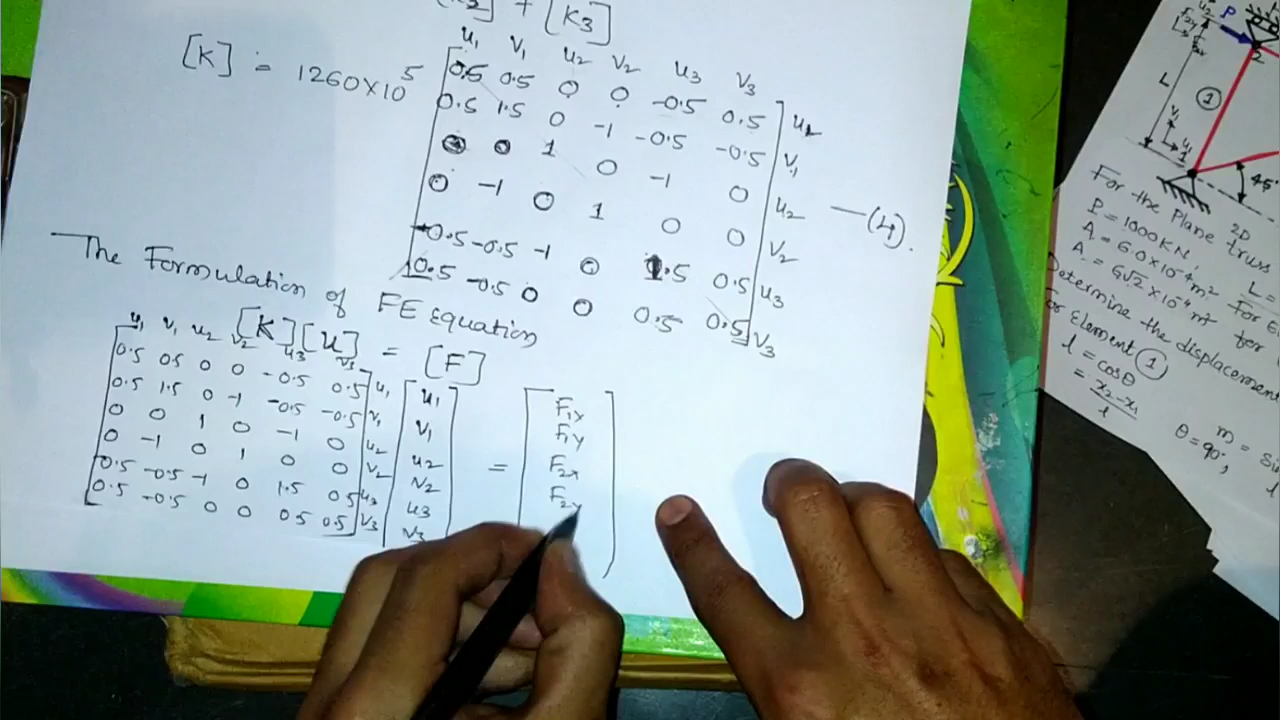 [K3]
[K] = 1260×10^5
u1 v1 u2 v2 u3 v3
0.5 0.5 0 0 -0.5 0.5 u1
0.5 1.5 0 -1 -0.5 -0.5 v1
0 0 1 0 -1 0 u2
0 -1 0 1 0 0 v2 —(4).
-0.5 -0.5 -1 0 1.5 0.5 u3
0.5 -0.5 0 0 0.5 0.5 v3
The Formulation of FE Equation
[K][U] = [F]
u1 v1 u2 v2 u3 v3
0.5 0.5 0 0 -0.5 0.5 u1 u1 F1x
0.5 1.5 0 -1 -0.5 -0.5 v1 v1 F1y
0 0 1 0 -1 0 u2 u2 = F2x
0 -1 0 1 0 0 v2 v2 F2y
-0.5 -0.5 -1 0 1.5 0.5 u3 u3
0.5 -0.5 0 0 0.5 0.5 v3 v3
P
2
L
1
45°
For the Plane truss
2D
P = 1000KN
L =
A = 6.0×10^-4 m²
A = 6√2×10^-4 m² for
Determine the displacement
For Element 1
l = cosθ
= x2-x1
l
θ = 90°,
m =